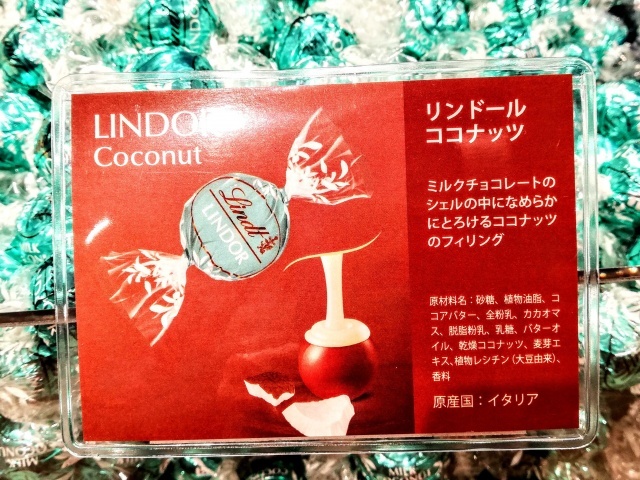 LINDOR
Coconut
Lindt
LINDOR
リンドール
ココナッツ
ミルクチョコレートの
シェルの中になめらか
にとろけるココナッツ
のフィリング
原材料名：砂糖、植物油脂、コ
コアバター、全粉乳、カカオマ
ス、脱脂粉乳、乳糖、バターオ
イル、乾燥ココナッツ、麦芽エ
キス、植物レシチン（大豆由来）、
香料
原産国：イタリア